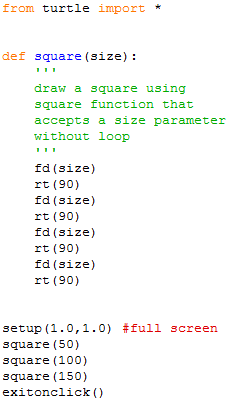 from turtle import *
def square(size):
'''
draw a square using
square function that
accepts a size parameter
without loop
'''
fd(size)
rt(90)
fd(size)
rt(90)
fd(size)
rt(90)
fd(size)
rt(90)
setup(1.0,1.0) #full screen
square(50)
square(100)
square(150)
exitonclick()